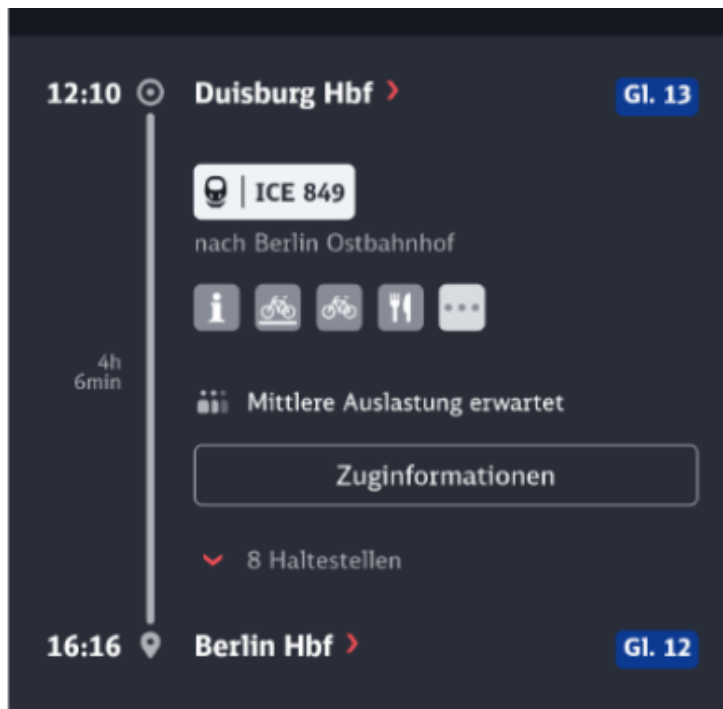 12:10 Duisburg Hbf Gl. 13
ICE 849
nach Berlin Ostbahnhof
4h
6min
Mittlere Auslastung erwartet
Zuginformationen
8 Haltestellen
16:16 Berlin Hbf Gl. 12